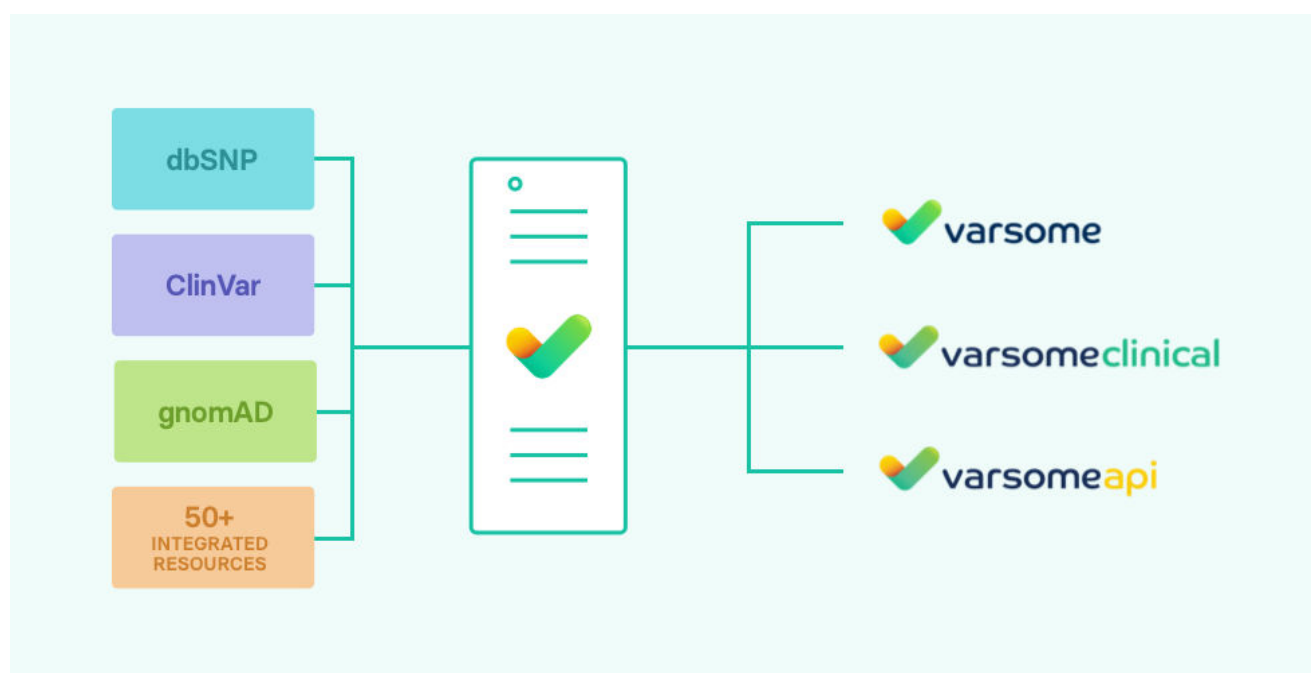 dbSNP
ClinVar
gnomAD
50+
INTEGRATED
RESOURCES
varsome
varsomeclinical
varsomeapi